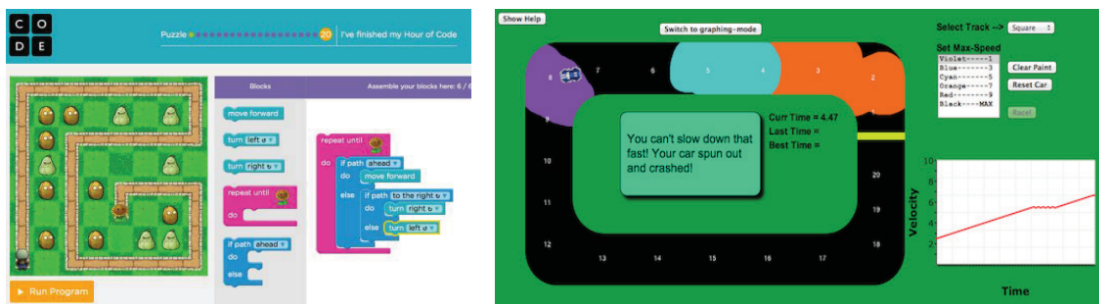 C O
D E
Puzzle 20 I've finished my Hour of Code
Blocks
Assemble your blocks here: 6 / 6
move forward
turn left ↺ ▾
turn right ↻ ▾
repeat until
do
if path ahead ▾
do
else
repeat until
do if path ahead ▾
do move forward
else if path to the right ↻ ▾
do turn right ↻ ▾
else turn left ↺ ▾
Run Program
Show Help
Switch to graphing-mode
Select Track --> Square
Set Max-Speed
Violet-----1
Blue-------3
Cyan-------5
Orange-----7
Red--------9
Black----MAX
Clear Paint
Reset Car
Race!
8 7 6 5 4 3 2
9 1
10
11
12
13 14 15 16 17
18
19
20
Curr Time = 4.47
Last Time =
Best Time =
You can't slow down that
fast! Your car spun out
and crashed!
10
8
6
4
2
Velocity
Time